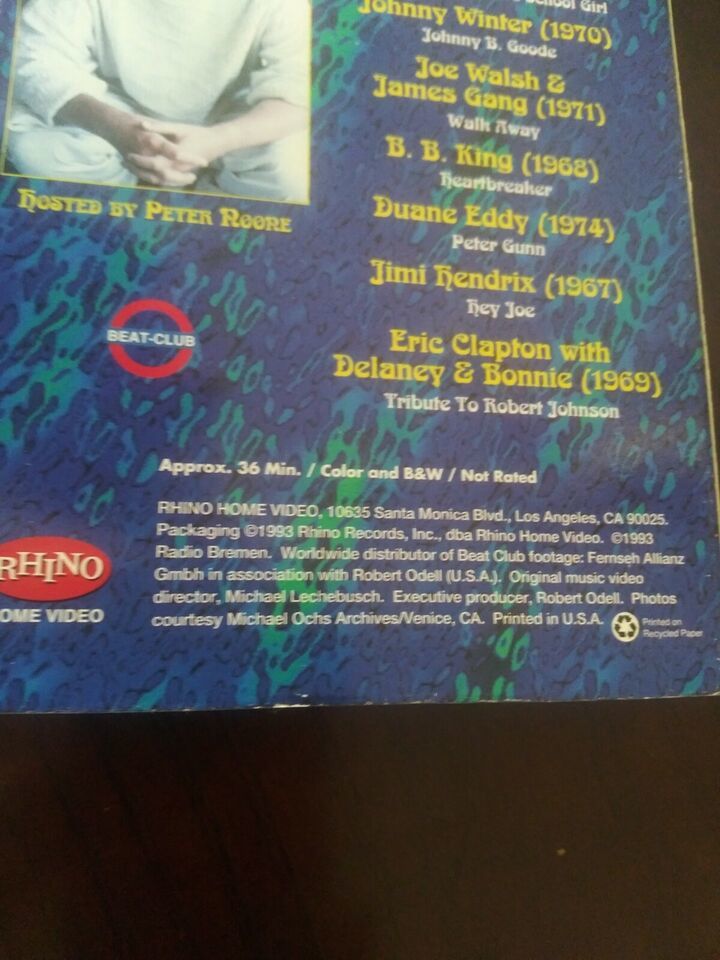 School Girl
Johnny Winter (1970)
Johnny B. Goode
Joe Walsh &
James Gang (1971)
Walk Away
B. B. King (1968)
Heartbreaker
Duane Eddy (1974)
Peter Gunn
Jimi Hendrix (1967)
Hey Joe
Eric Clapton with
Delaney & Bonnie (1969)
Tribute To Robert Johnson
HOSTED BY PETER NOONE
BEAT-CLUB
Approx. 36 Min. / Color and B&W / Not Rated
RHINO HOME VIDEO, 10635 Santa Monica Blvd., Los Angeles, CA 90025.
Packaging ©1993 Rhino Records, Inc., dba Rhino Home Video. ©1993
Radio Bremen. Worldwide distributor of Beat Club footage: Fernseh Allianz
Gmbh in association with Robert Odell (U.S.A.). Original music video
director, Michael Lechebusch. Executive producer, Robert Odell. Photos
courtesy Michael Ochs Archives/Venice, CA. Printed in U.S.A.
Printed on
Recycled Paper
RHINO
OME VIDEO